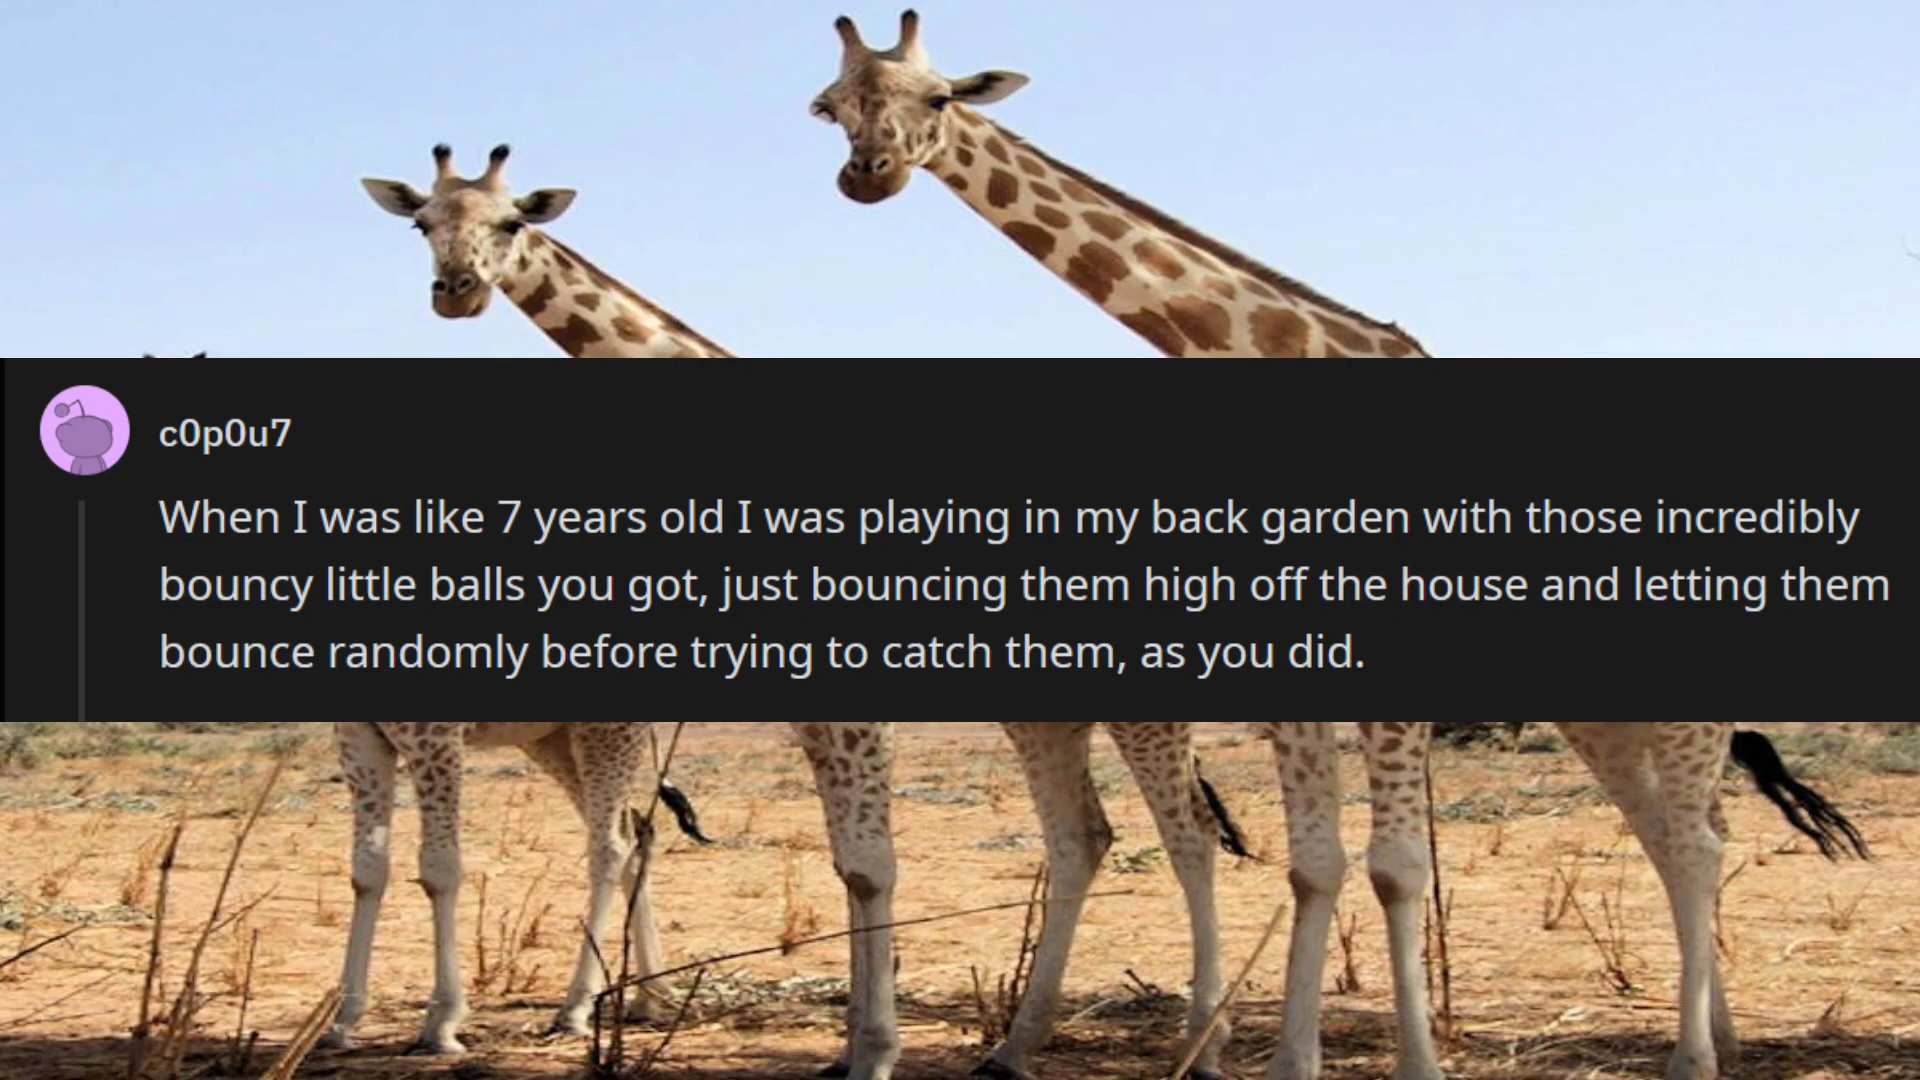 c0p0u7
When I was like 7 years old I was playing in my back garden with those incredibly
bouncy little balls you got, just bouncing them high off the house and letting them
bounce randomly before trying to catch them, as you did.